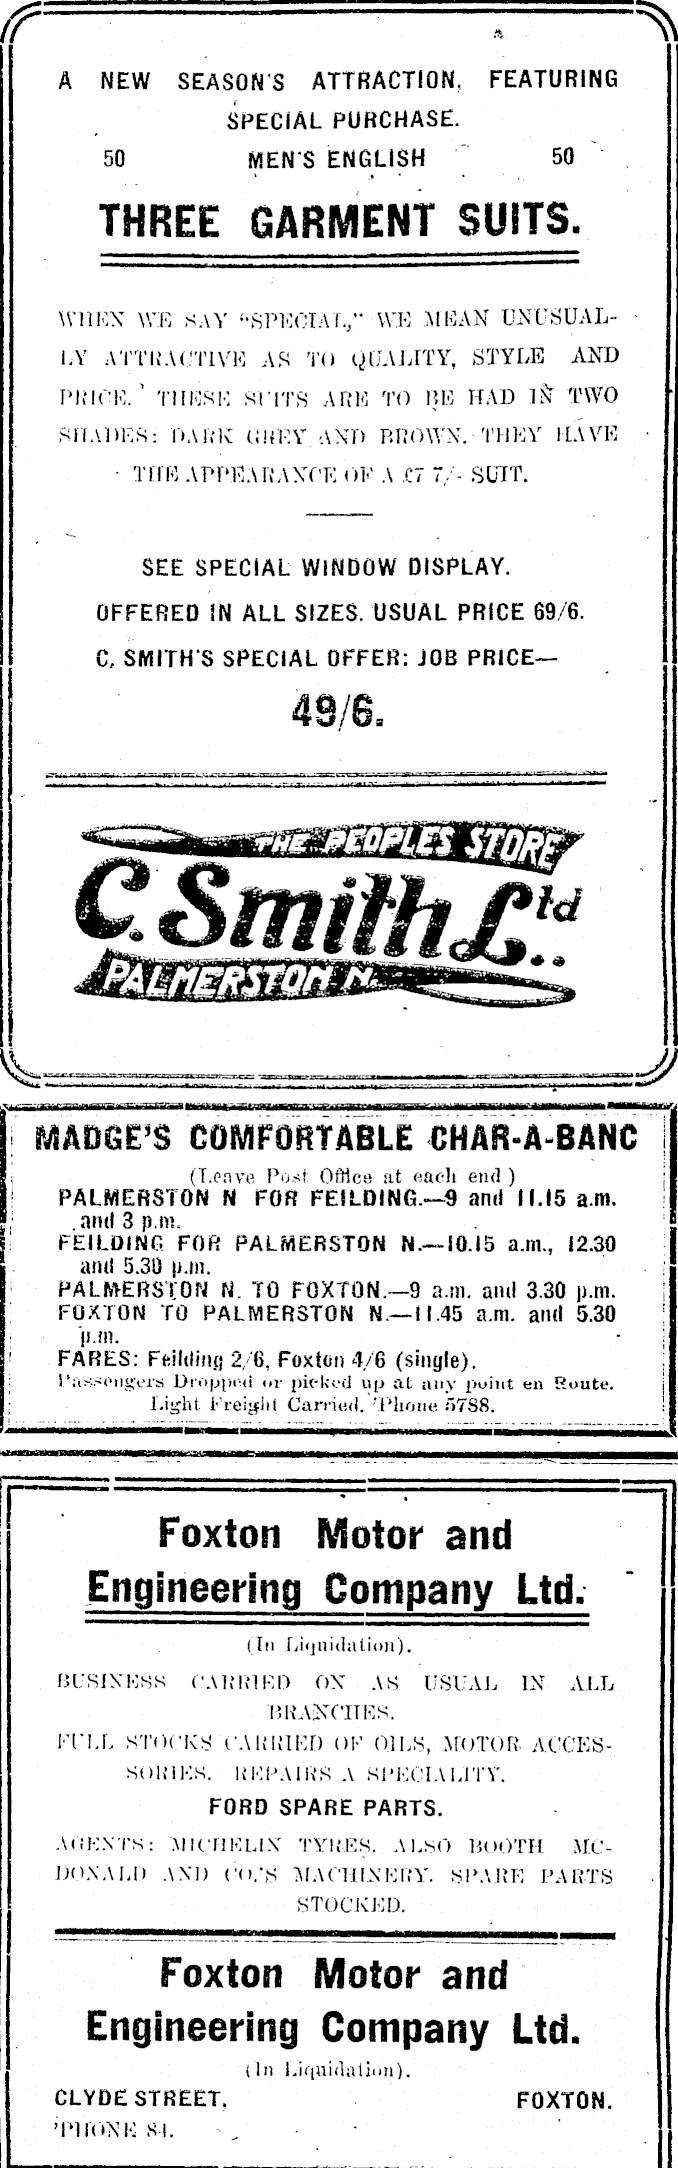 A NEW SEASON'S ATTRACTION, FEATURING
SPECIAL PURCHASE.
50 MEN'S ENGLISH 50
THREE GARMENT SUITS.
WHEN WE SAY "SPECIAL," WE MEAN UNUSUAL-
LY ATTRACTIVE AS TO QUALITY, STYLE AND
PRICE. THESE SUITS ARE TO BE HAD IN TWO
SHADES: DARK GREY AND BROWN. THEY HAVE
THE APPEARANCE OF A £7 7/- SUIT.
SEE SPECIAL WINDOW DISPLAY.
OFFERED IN ALL SIZES. USUAL PRICE 69/6.
C. SMITH'S SPECIAL OFFER: JOB PRICE—
49/6.
THE PEOPLES STORE
C. Smith Ltd..
PALMERSTON N.
MADGE'S COMFORTABLE CHAR-A-BANC
(Leave Post Office at each end)
PALMERSTON N FOR FEILDING.—9 and 11.15 a.m.
and 3 p.m.
FEILDING FOR PALMERSTON N.—10.15 a.m., 12.30
and 5.30 p.m.
PALMERSTON N. TO FOXTON.—9 a.m. and 3.30 p.m.
FOXTON TO PALMERSTON N.—11.45 a.m. and 5.30
p.m.
FARES: Feilding 2/6, Foxton 4/6 (single).
Passengers Dropped or picked up at any point en Route.
Light Freight Carried. 'Phone 5788.
Foxton Motor and
Engineering Company Ltd.
(In Liquidation).
BUSINESS CARRIED ON AS USUAL IN ALL
BRANCHES.
FULL STOCKS CARRIED OF OILS, MOTOR ACCES-
SORIES. REPAIRS A SPECIALITY.
FORD SPARE PARTS.
AGENTS: MICHELIN TYRES. ALSO BOOTH MC-
DONALD AND CO.'S MACHINERY. SPARE PARTS
STOCKED.
Foxton Motor and
Engineering Company Ltd.
(In Liquidation).
CLYDE STREET, FOXTON.
'PHONE 84.